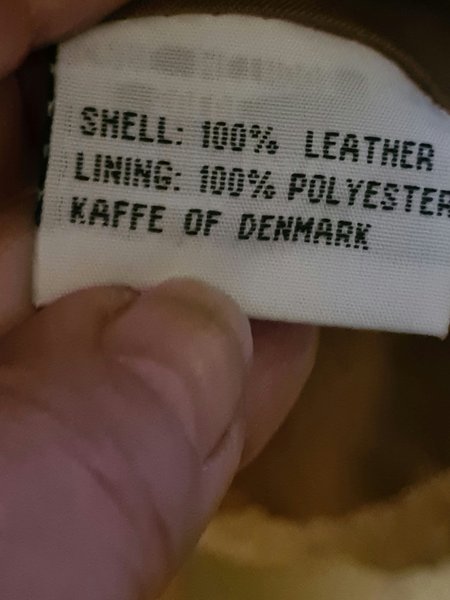 SHELL: 100% LEATHER
LINING: 100% POLYESTER
KAFFE OF DENMARK